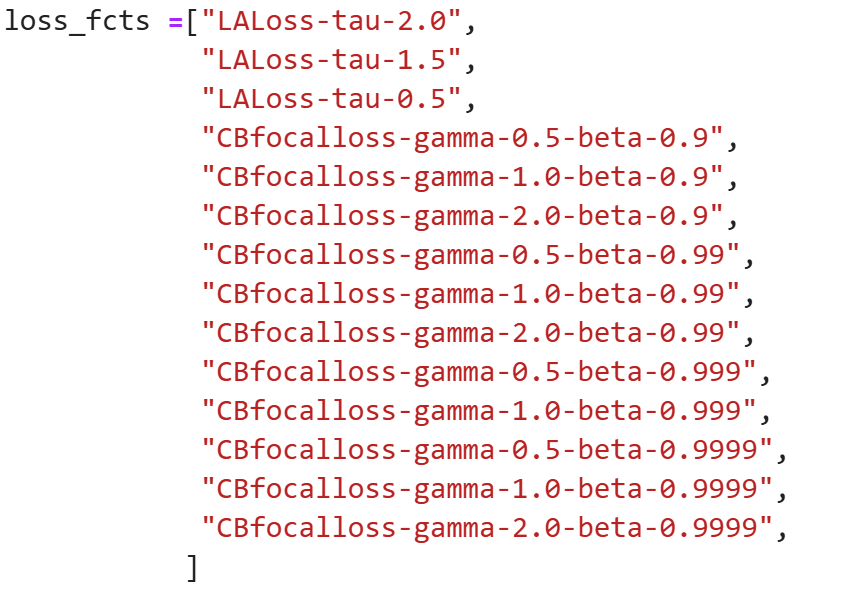 loss_fcts =["LALoss-tau-2.0",
"LALoss-tau-1.5",
"LALoss-tau-0.5",
"CBfocalloss-gamma-0.5-beta-0.9",
"CBfocalloss-gamma-1.0-beta-0.9",
"CBfocalloss-gamma-2.0-beta-0.9",
"CBfocalloss-gamma-0.5-beta-0.99",
"CBfocalloss-gamma-1.0-beta-0.99",
"CBfocalloss-gamma-2.0-beta-0.99",
"CBfocalloss-gamma-0.5-beta-0.999",
"CBfocalloss-gamma-1.0-beta-0.999",
"CBfocalloss-gamma-0.5-beta-0.9999",
"CBfocalloss-gamma-1.0-beta-0.9999",
"CBfocalloss-gamma-2.0-beta-0.9999",
]